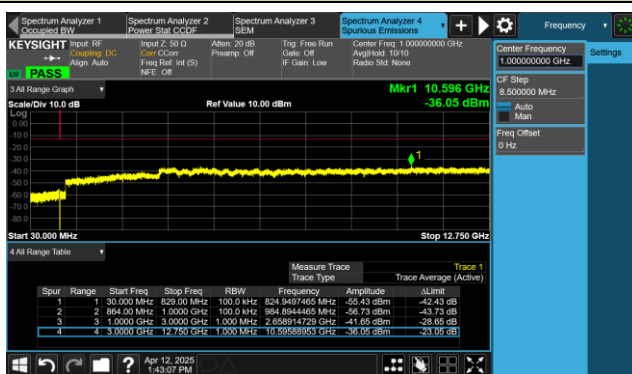 Spectrum Analyzer 1
Occupied BW
Spectrum Analyzer 2
Power Stat CCDF
Spectrum Analyzer 3
SEM
Spectrum Analyzer 4
Spurious Emissions
Frequency
KEYSIGHT
Input: RF
Coupling: DC
Align: Auto
Input Z: 50 Ω
Corr CCorr
Freq Ref: Int (S)
NFE: Off
Atten: 20 dB
Preamp: Off
Trig: Free Run
Gate: Off
IF Gain: Low
Center Freq: 1.000000000 GHz
Avg|Hold: 10/10
Radio Std: None
PASS
Center Frequency
1.000000000 GHz
Settings
CF Step
8.500000 MHz
Auto
Man
Freq Offset
0 Hz
3 All Range Graph
Mkr1 10.596 GHz
-36.05 dBm
Scale/Div 10.0 dB
Ref Value 10.00 dBm
Log
0.00
-10.0
-20.0
-30.0
-40.0
-50.0
-60.0
-70.0
-80.0
1
Start 30.000 MHz
Stop 12.750 GHz
4 All Range Table
Measure Trace Trace 1
Trace Type Trace Average (Active)
Spur Range Start Freq Stop Freq RBW Frequency Amplitude ΔLimit
1 1 30.000 MHz 829.00 MHz 100.0 kHz 824.9497465 MHz -55.43 dBm -42.43 dB
2 2 864.00 MHz 1.0000 GHz 100.0 kHz 984.8944465 MHz -56.73 dBm -43.73 dB
3 3 1.0000 GHz 3.0000 GHz 1.000 MHz 2.658914729 GHz -41.65 dBm -28.65 dB
4 4 3.0000 GHz 12.750 GHz 1.000 MHz 10.59588953 GHz -36.05 dBm -23.05 dB
?
Apr 12, 2025
1:43:07 PM